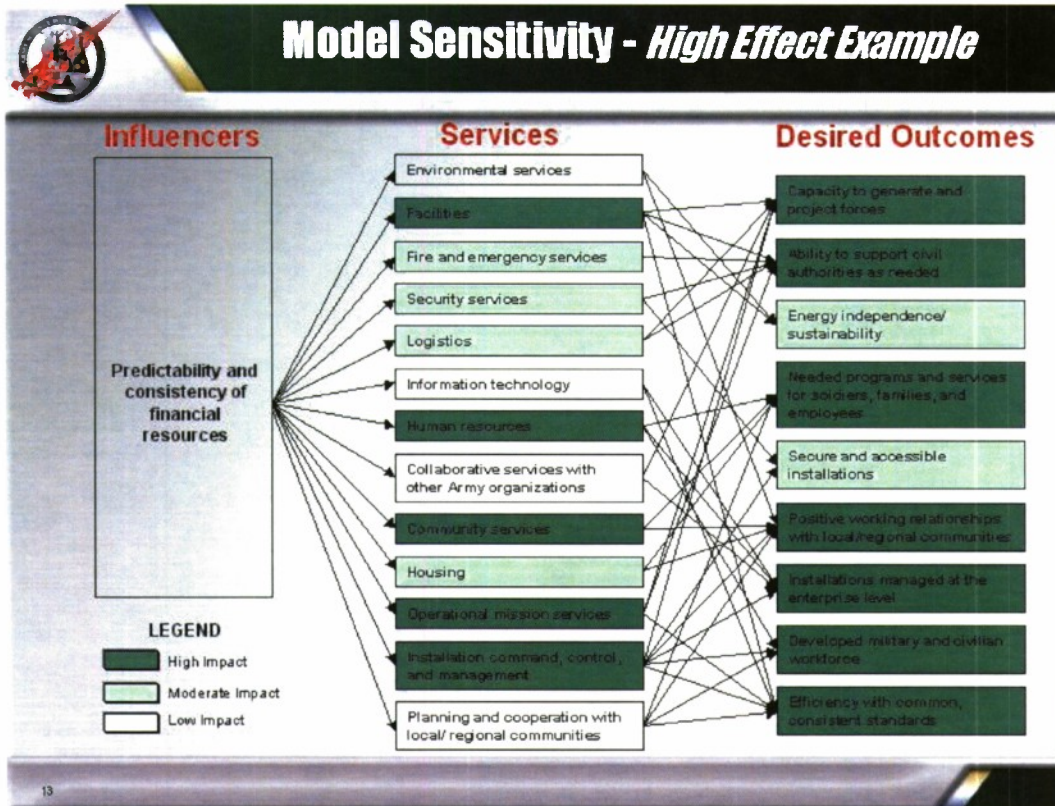 Model Sensitivity - High Effect Example
Influencers
Services
Desired Outcomes
Predictability and
consistency of
financial
resources
Environmental services
Facilities
Fire and emergency services
Security services
Logistics
Information technology
Human resources
Collaborative services with
other Army organizations
Community services
Housing
Operational mission services
Installation command, control,
and management
Planning and cooperation with
local/ regional communities
Capacity to generate and
project forces
Ability to support civil
authorities as needed
Energy independence/
sustainability
Needed programs and services
for soldiers, families, and
employees
Secure and accessible
installations
Positive working relationships
with local/regional communities
Installations managed at the
enterprise level
Developed military and civilian
workforce
Efficiency with common,
consistent standards
LEGEND
High Impact
Moderate Impact
Low Impact
13